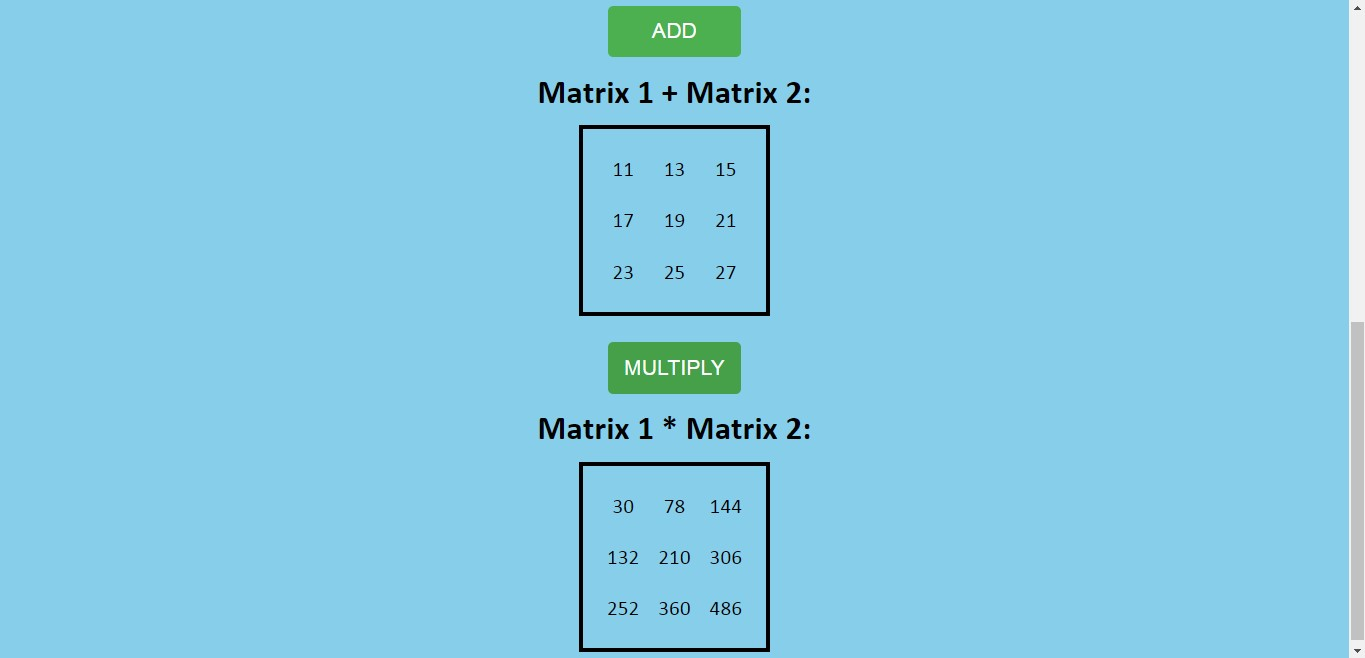 ADD
Matrix 1 + Matrix 2:
11 13 15
17 19 21
23 25 27
MULTIPLY
Matrix 1 * Matrix 2:
30 78 144
132 210 306
252 360 486